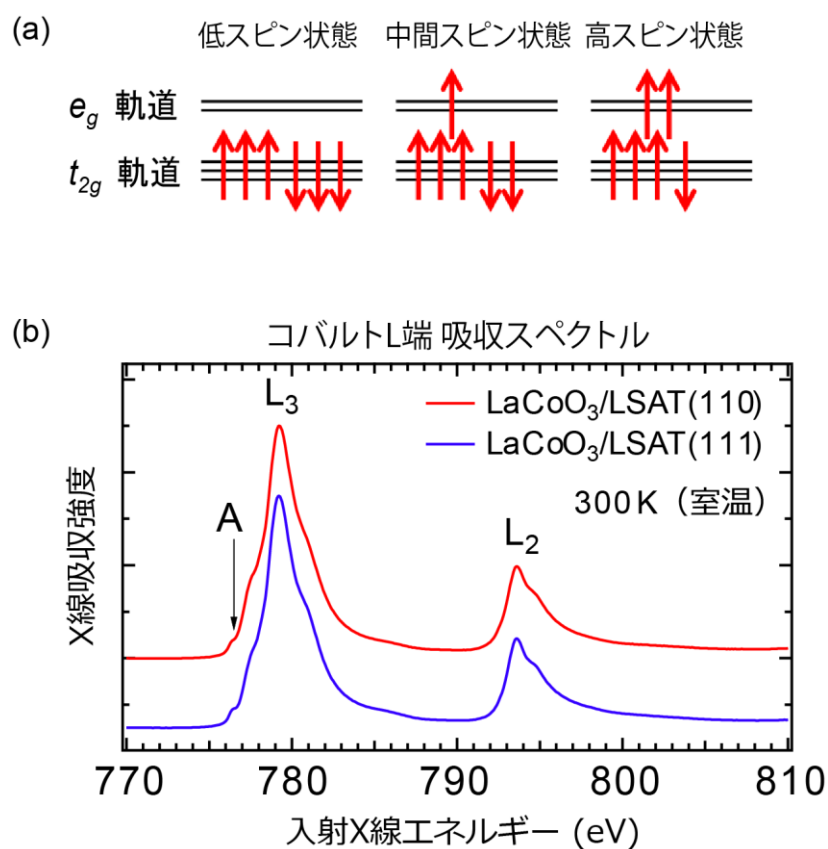 (a)
低スピン状態 中間スピン状態 高スピン状態
eg 軌道
t2g 軌道
(b)
コバルトL端 吸収スペクトル
L3
LaCoO3/LSAT(110)
LaCoO3/LSAT(111)
300K(室温)
A
L2
X線吸収強度
770 780 790 800 810
入射X線エネルギー (eV)